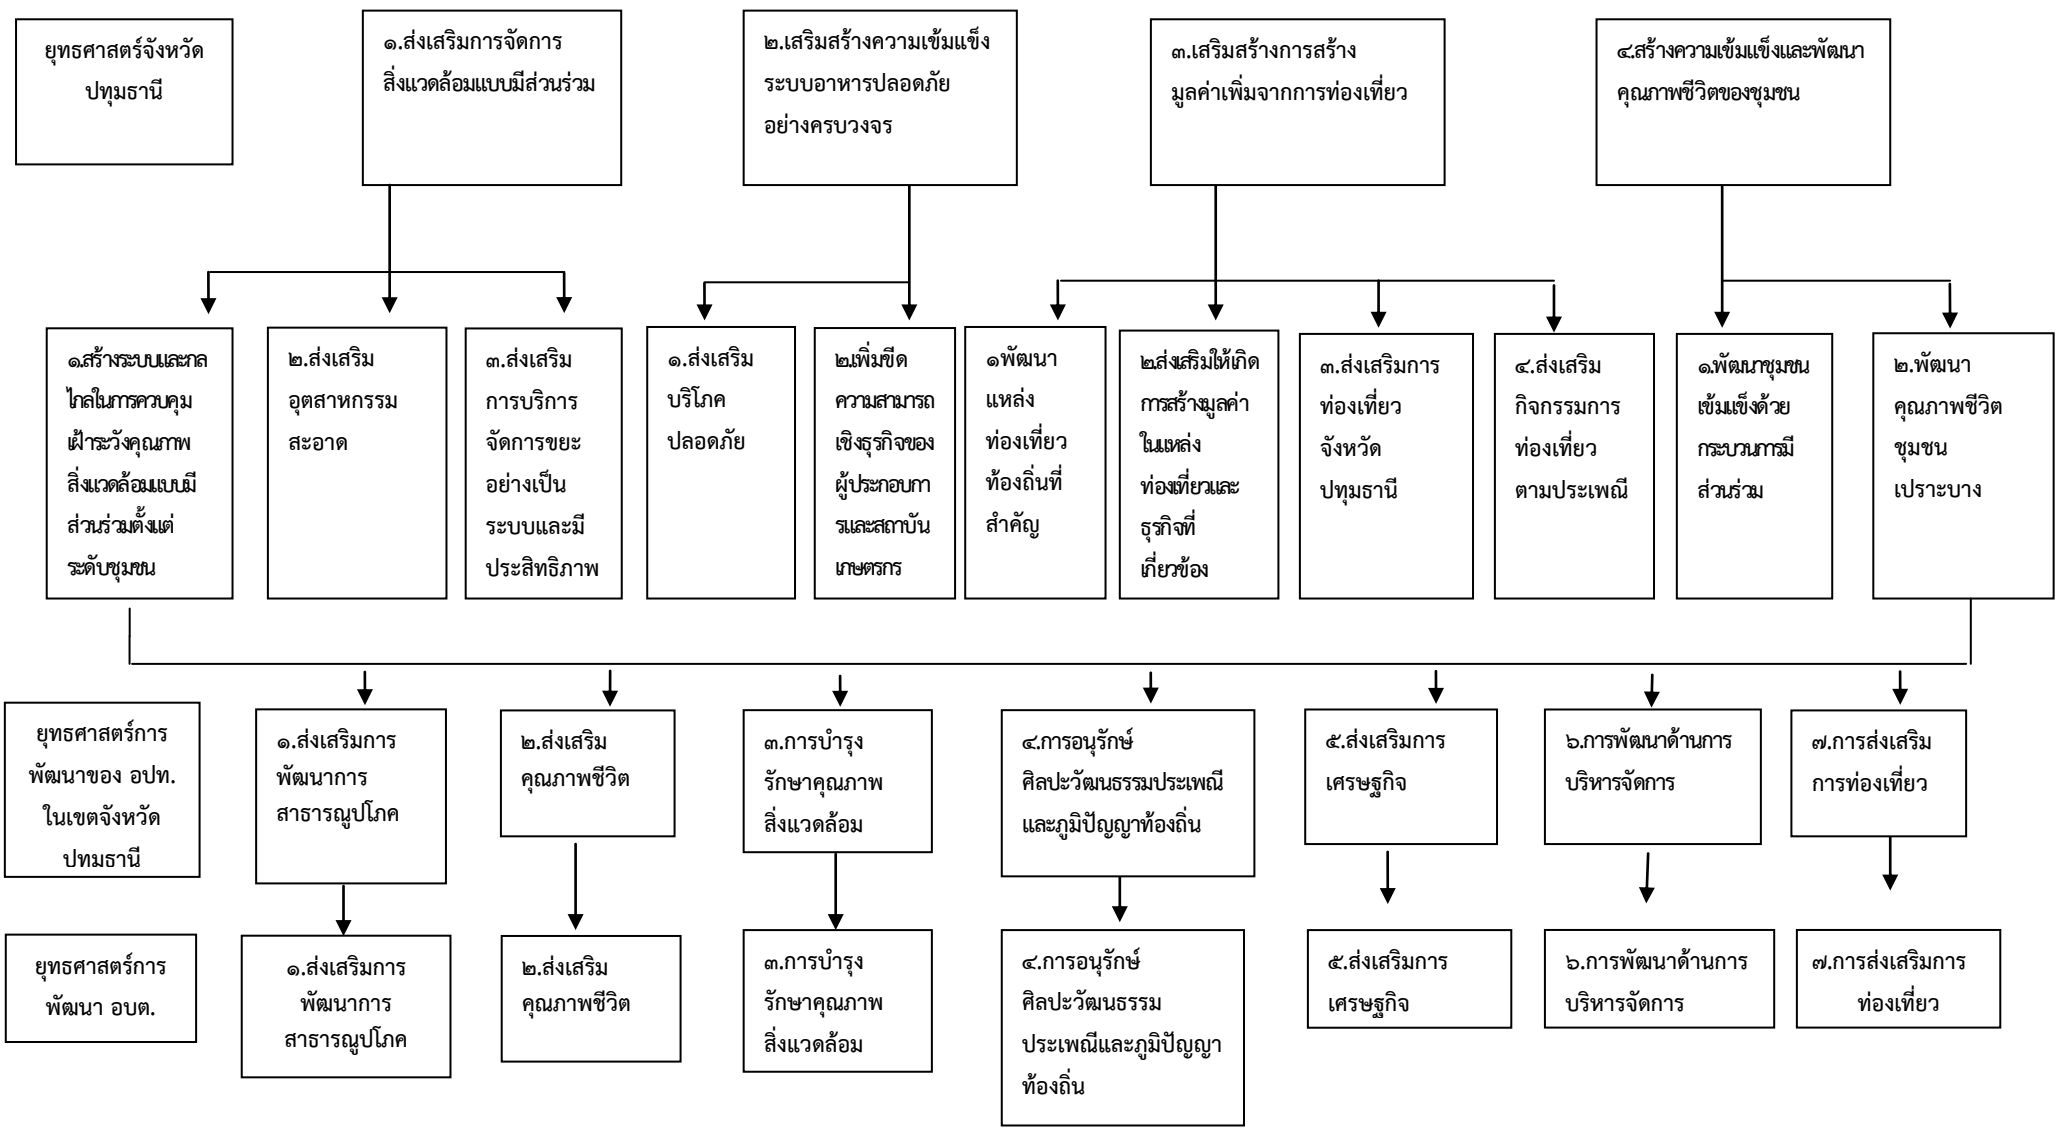 ยุทธศาสตร์จังหวัด
ปทุมธานี
๑.ส่งเสริมการจัดการ
สิ่งแวดล้อมแบบมีส่วนร่วม
๒.เสริมสร้างความเข้มแข็ง
ระบบอาหารปลอดภัย
อย่างครบวงจร
๓.เสริมสร้างการสร้าง
มูลค่าเพิ่มจากการท่องเที่ยว
๔.สร้างความเข้มแข็งและพัฒนา
คุณภาพชีวิตของชุมชน
๑.สร้างระบบและกล
ไกลในการควบคุม
เฝ้าระวังคุณภาพ
สิ่งแวดล้อมแบบมี
ส่วนร่วมตั้งแต่
ระดับชุมชน
๒.ส่งเสริม
อุตสาหกรรม
สะอาด
๓.ส่งเสริม
การบริการ
จัดการขยะ
อย่างเป็น
ระบบและมี
ประสิทธิภาพ
๑.ส่งเสริม
บริโภค
ปลอดภัย
๒.เพิ่มขีด
ความสามารถ
เชิงธุรกิจของ
ผู้ประกอบกา
รและสถาบัน
เกษตรกร
๑พัฒนา
แหล่ง
ท่องเที่ยว
ท้องถิ่นที่
สำคัญ
๒.ส่งเสริมให้เกิด
การสร้างมูลค่า
ในแหล่ง
ท่องเที่ยวและ
ธุรกิจที่
เกี่ยวข้อง
๓.ส่งเสริมการ
ท่องเที่ยว
จังหวัด
ปทุมธานี
๔.ส่งเสริม
กิจกรรมการ
ท่องเที่ยว
ตามประเพณี
๑.พัฒนาชุมชน
เข้มแข็งด้วย
กระบวนการมี
ส่วนร่วม
๒.พัฒนา
คุณภาพชีวิต
ชุมชน
เปราะบาง
ยุทธศาสตร์การ
พัฒนาของ อปท.
ในเขตจังหวัด
ปทมธานี
๑.ส่งเสริมการ
พัฒนาการ
สาธารณูปโภค
๒.ส่งเสริม
คุณภาพชีวิต
๓.การบำรุง
รักษาคุณภาพ
สิ่งแวดล้อม
๔.การอนุรักษ์
ศิลปะวัฒนธรรมประเพณี
และภูมิปัญญาท้องถิ่น
๕.ส่งเสริมการ
เศรษฐกิจ
๖.การพัฒนาด้านการ
บริหารจัดการ
๗.การส่งเสริม
การท่องเที่ยว
ยุทธศาสตร์การ
พัฒนา อบต.
๑.ส่งเสริมการ
พัฒนาการ
สาธารณูปโภค
๒.ส่งเสริม
คุณภาพชีวิต
๓.การบำรุง
รักษาคุณภาพ
สิ่งแวดล้อม
๔.การอนุรักษ์
ศิลปะวัฒนธรรม
ประเพณีและภูมิปัญญา
ท้องถิ่น
๕.ส่งเสริมการ
เศรษฐกิจ
๖.การพัฒนาด้านการ
บริหารจัดการ
๗.การส่งเสริมการ
ท่องเที่ยว